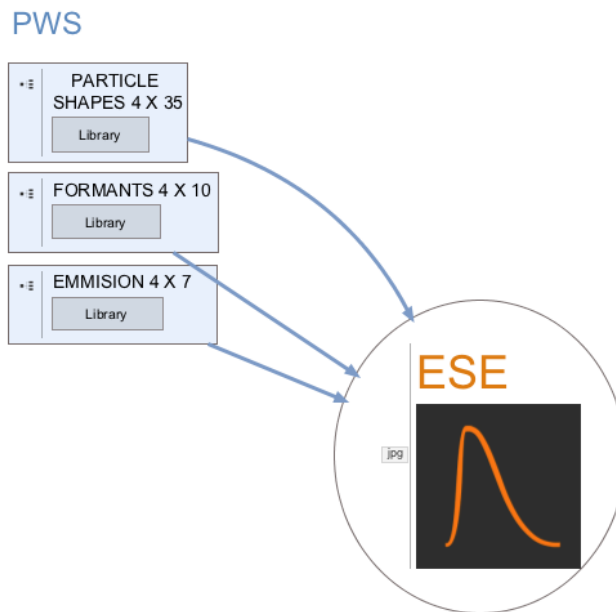 PWS
PARTICLE
SHAPES 4 X 35
Library
FORMANTS 4 X 10
Library
EMMISION 4 X 7
Library
ESE
jpg